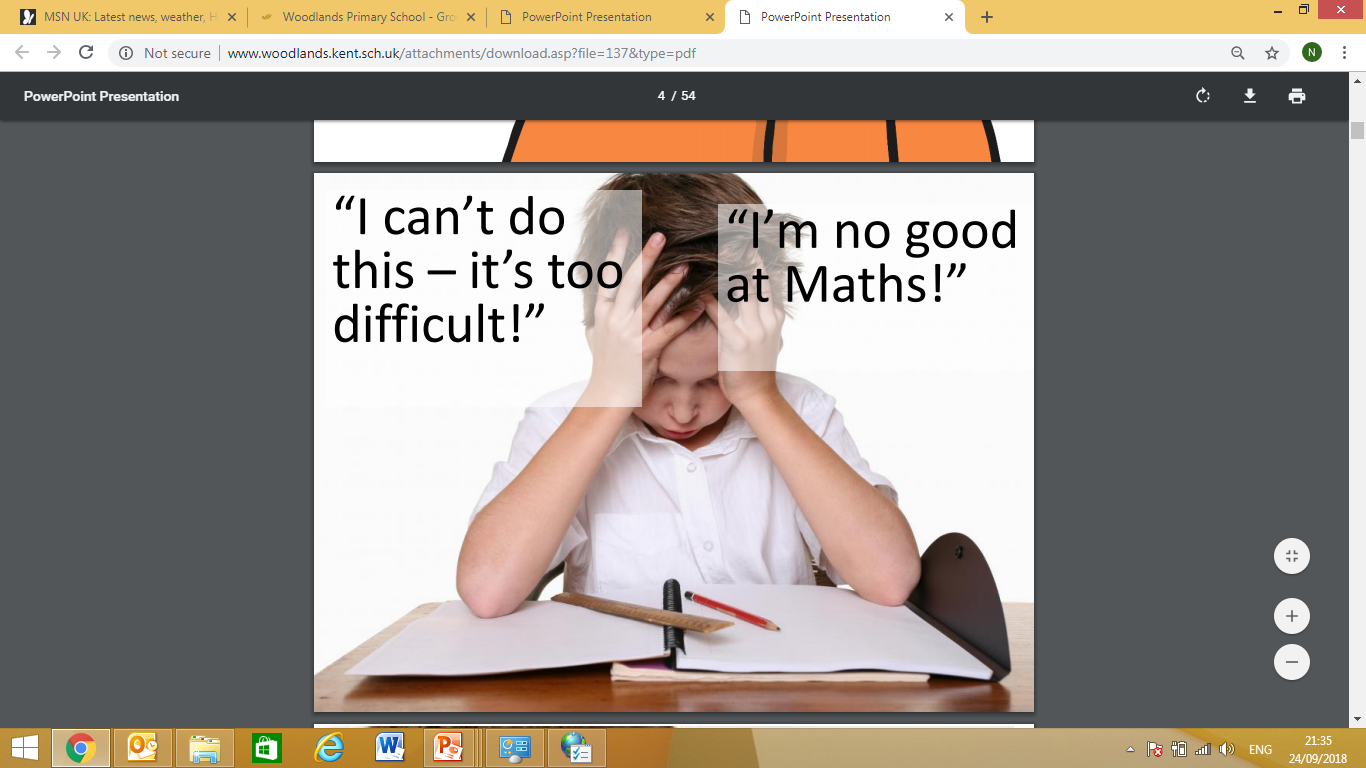 MSN UK: Latest news, weather, H
Woodlands Primary School - Gro
PowerPoint Presentation
PowerPoint Presentation
Not secure
www.woodlands.kent.sch.uk/attachments/download.asp?file=137&type=pdf
N
PowerPoint Presentation
4 / 54
“I can’t do
this – it’s too
difficult!”
“I’m no good
at Maths!”
ENG
21:35
24/09/2018